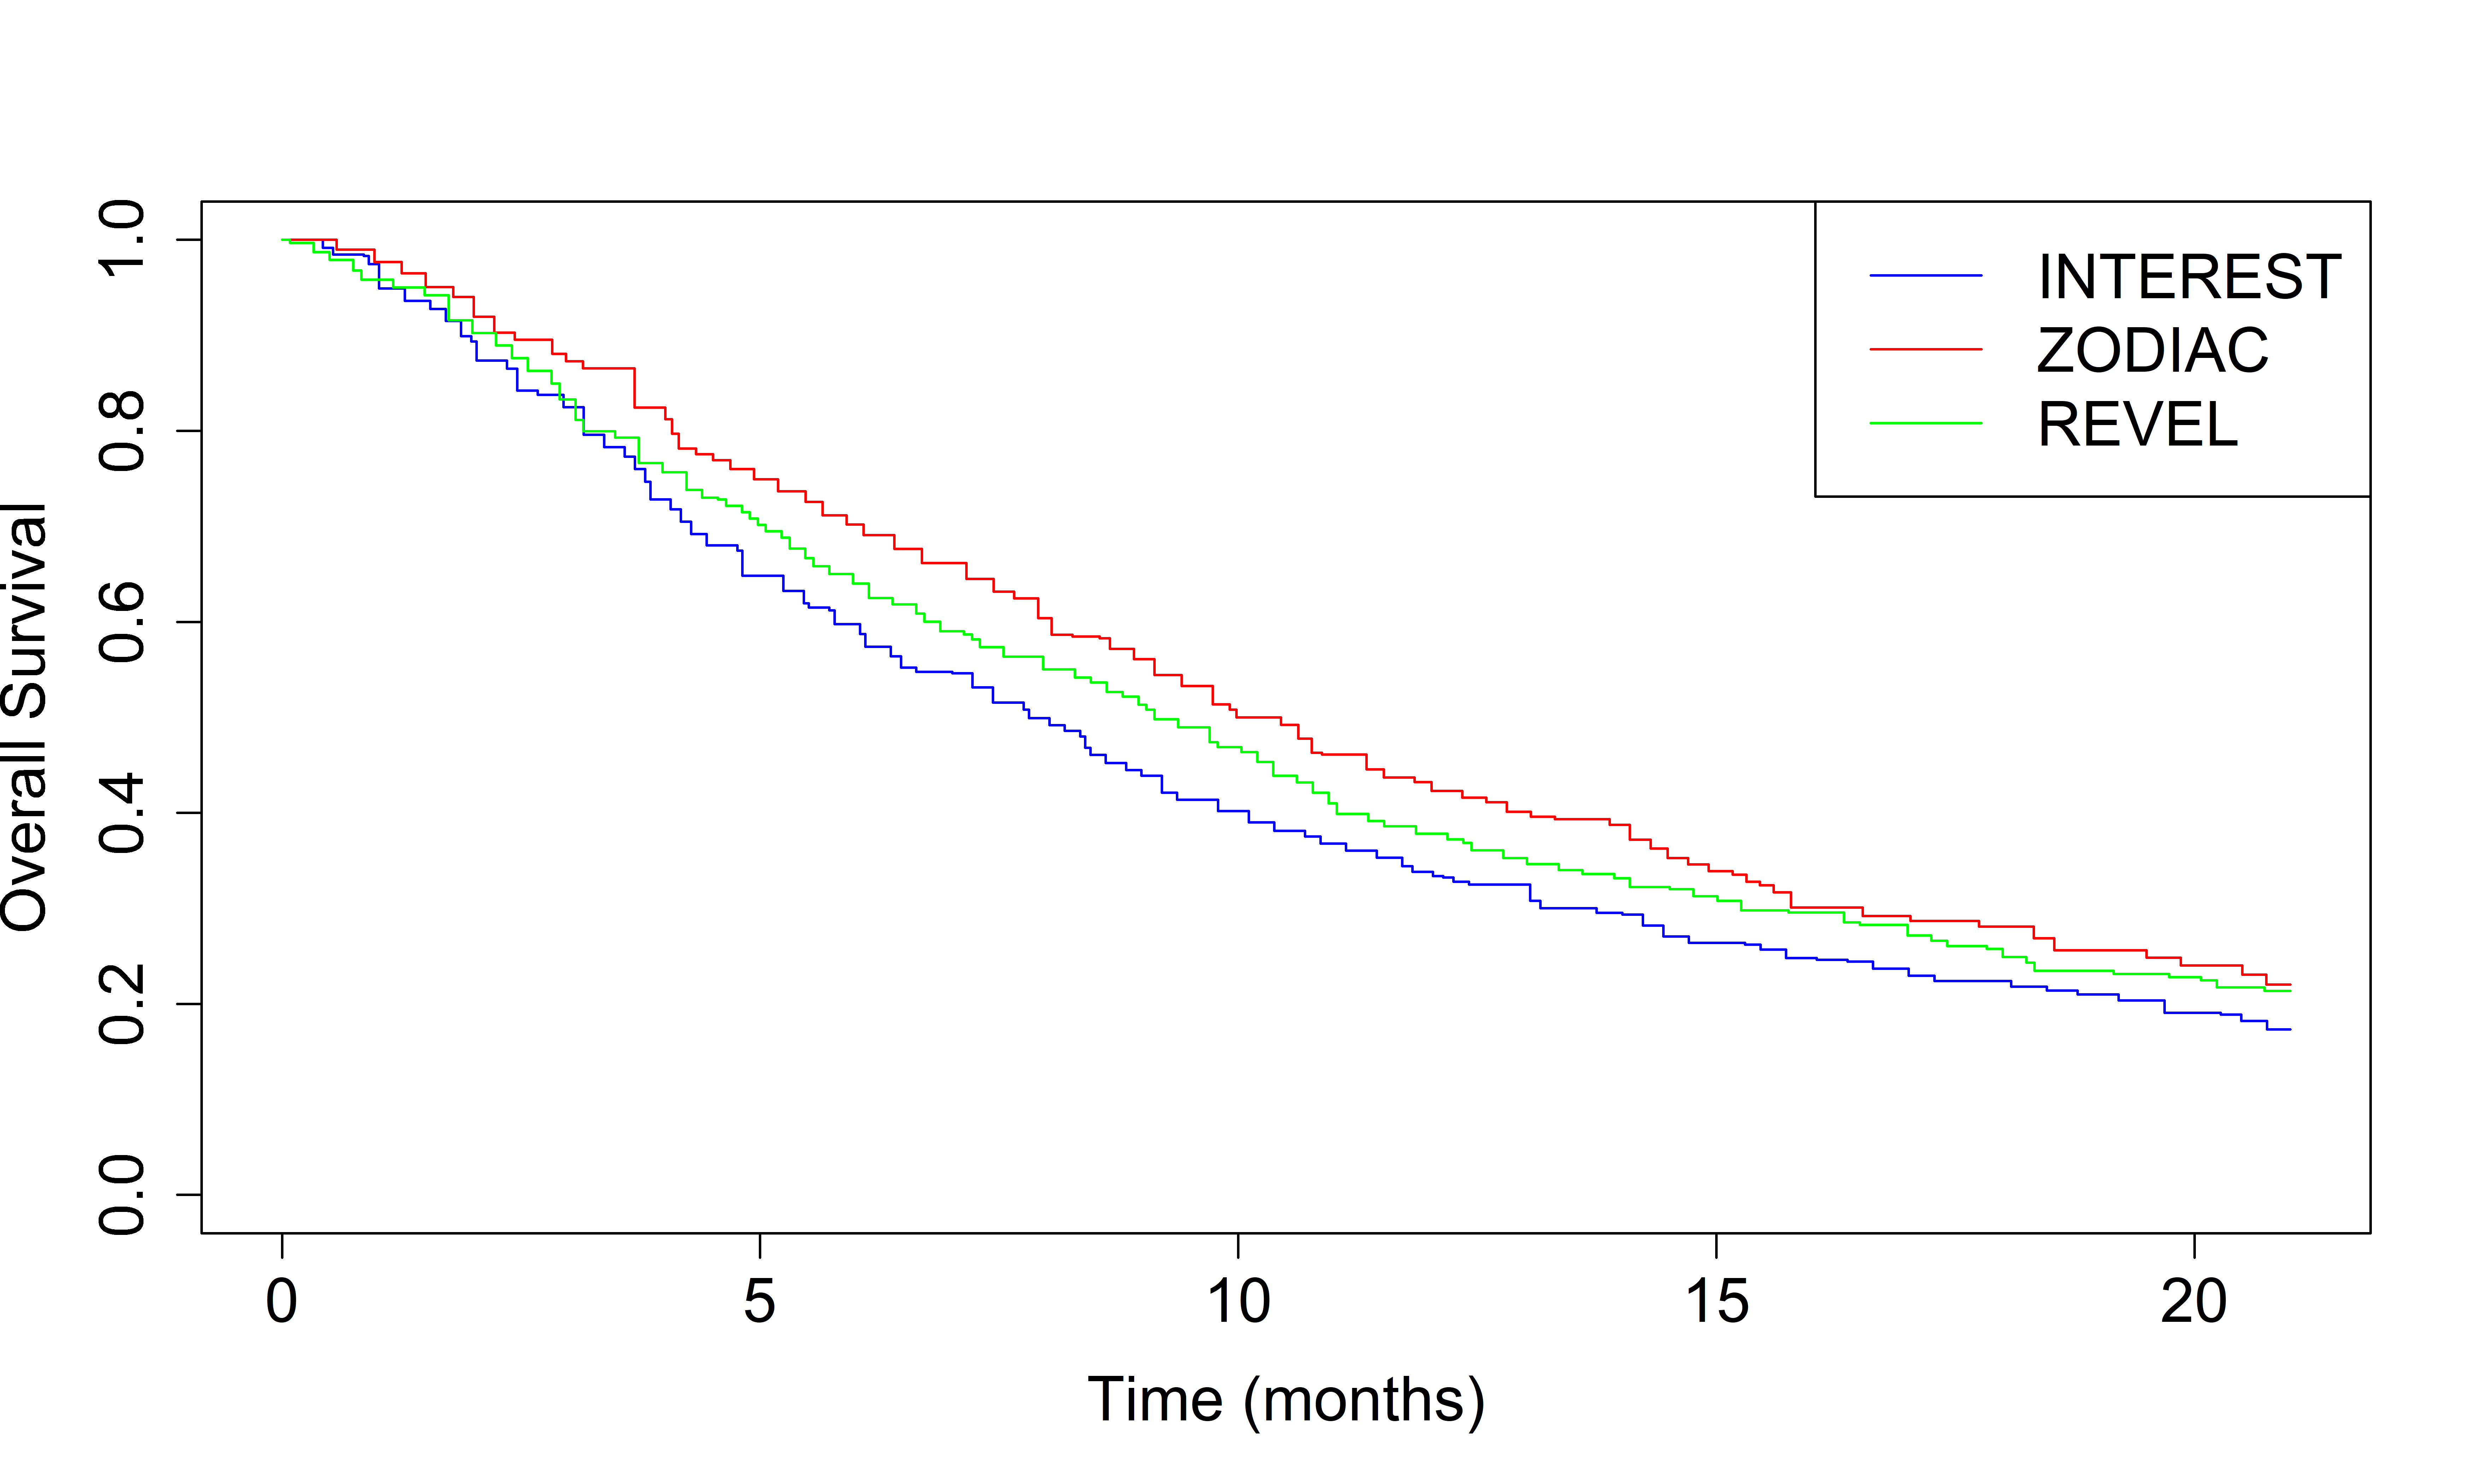 INTEREST
ZODIAC
REVEL
Overall Survival
1.0
0.8
0.6
0.4
0.2
0.0
0 5 10 15 20
Time (months)